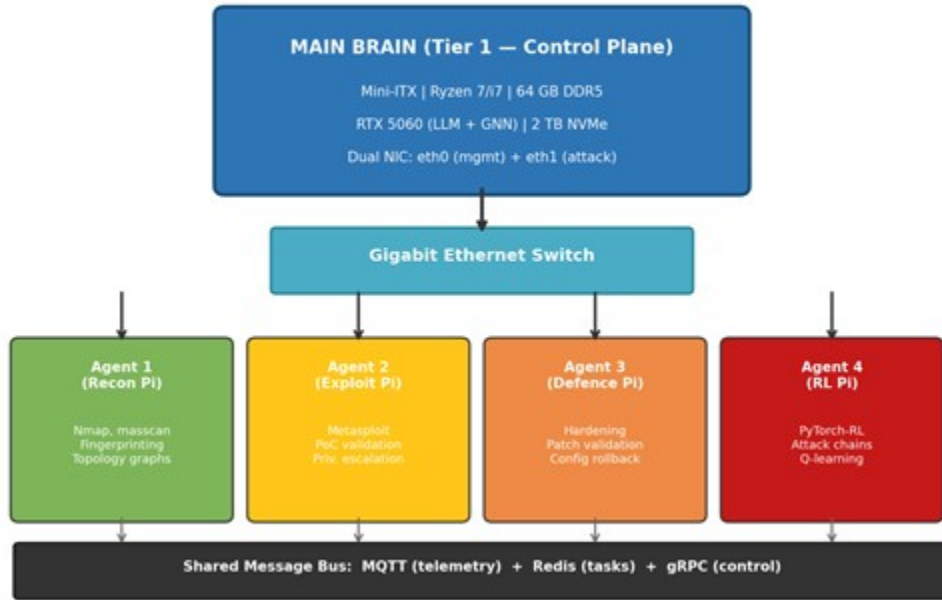 MAIN BRAIN (Tier 1 — Control Plane)
Mini-ITX | Ryzen 7/i7 | 64 GB DDR5
RTX 5060 (LLM + GNN) | 2 TB NVMe
Dual NIC: eth0 (mgmt) + eth1 (attack)
Gigabit Ethernet Switch
Agent 1
(Recon Pi)
Nmap, masscan
Fingerprinting
Topology graphs
Agent 2
(Exploit Pi)
Metasploit
PoC validation
Priv. escalation
Agent 3
(Defence Pi)
Hardening
Patch validation
Config rollback
Agent 4
(RL Pi)
PyTorch-RL
Attack chains
Q-learning
Shared Message Bus: MQTT (telemetry) + Redis (tasks) + gRPC (control)